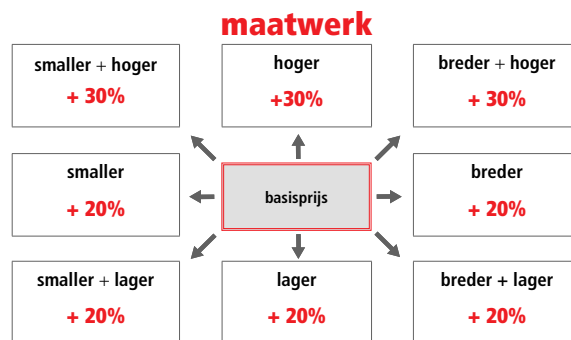 maatwerk
smaller + hoger
+ 30%
hoger
+30%
breder + hoger
+ 30%
smaller
+ 20%
basisprijs
breder
+ 20%
smaller + lager
+ 20%
lager
+ 20%
breder + lager
+ 20%